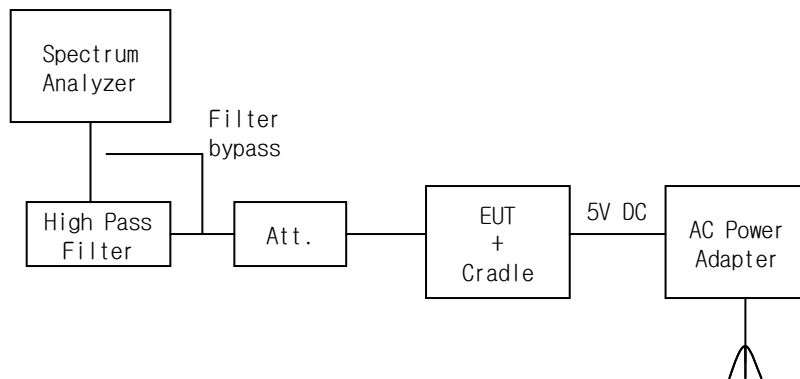 Spectrum
Analyzer
Filter
bypass
High Pass
Filter
Att.
EUT
+
Cradle
5V DC
AC Power
Adapter